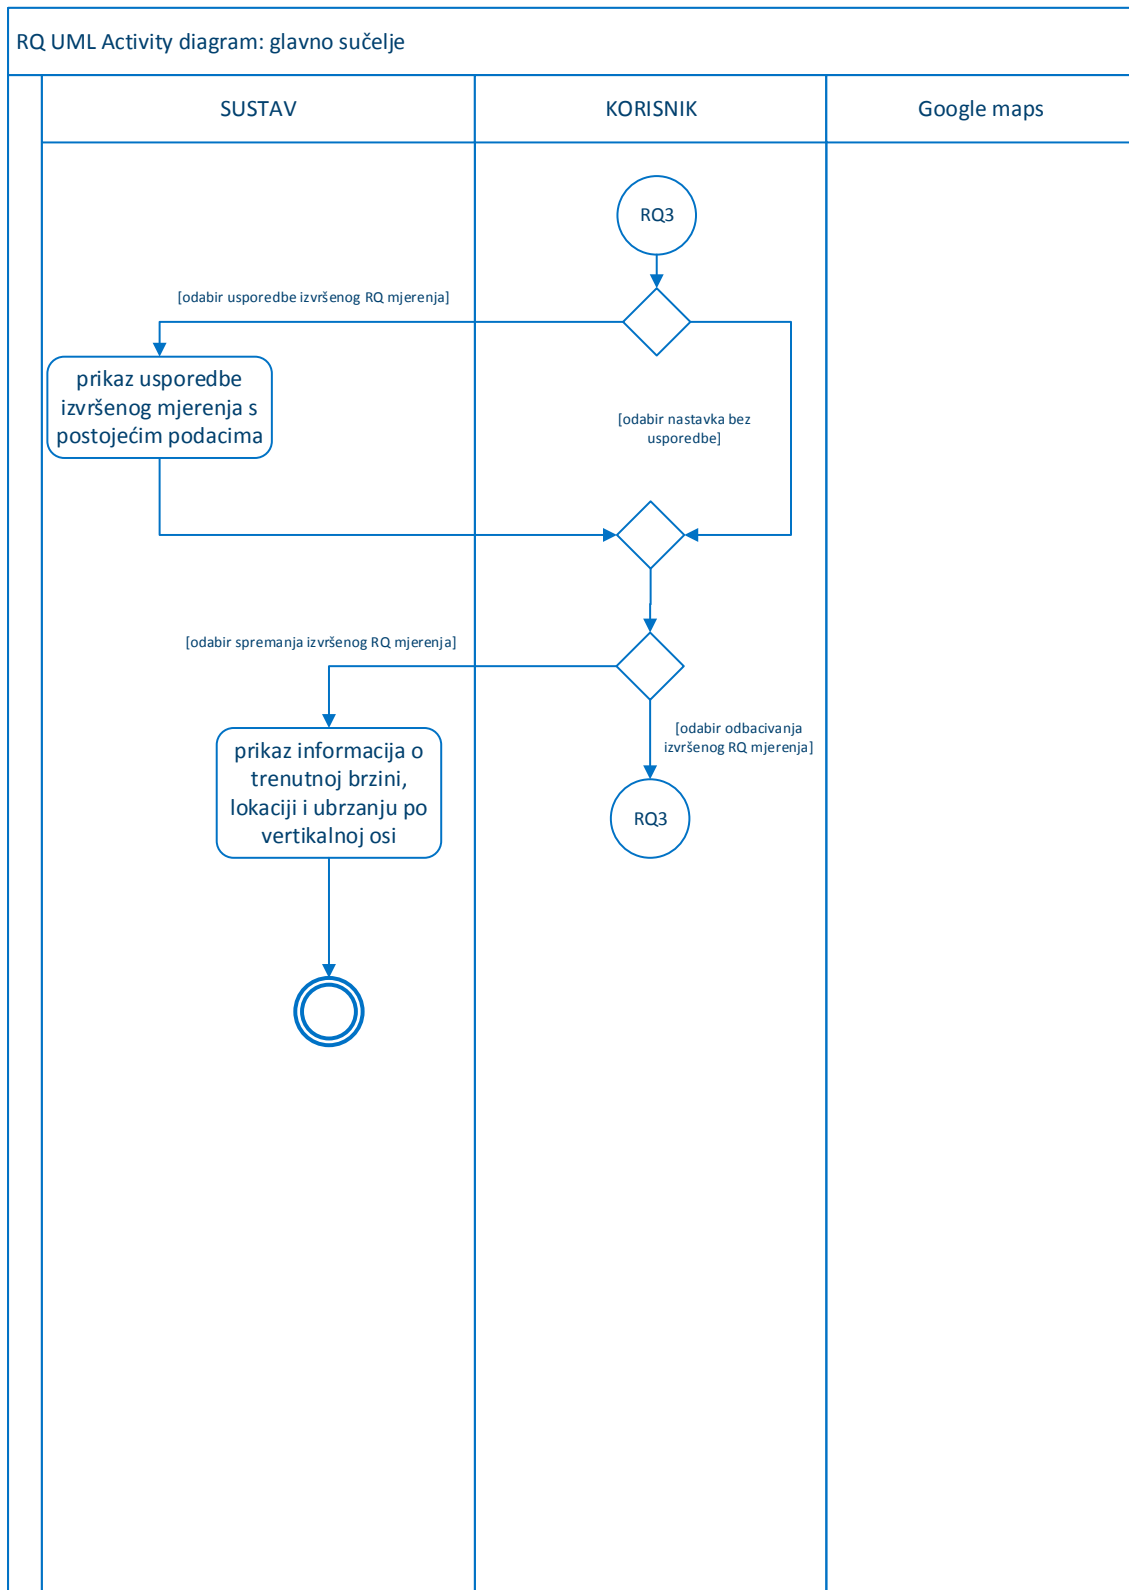 RQ UML Activity diagram: glavno sučelje
SUSTAV
KORISNIK
Google maps
RQ3
[odabir usporedbe izvršenog RQ mjerenja]
prikaz usporedbe
izvršenog mjerenja s
postojećim podacima
[odabir nastavka bez
usporedbe]
[odabir spremanja izvršenog RQ mjerenja]
[odabir odbacivanja
izvršenog RQ mjerenja]
prikaz informacija o
trenutnoj brzini,
lokaciji i ubrzanju po
vertikalnoj osi
RQ3